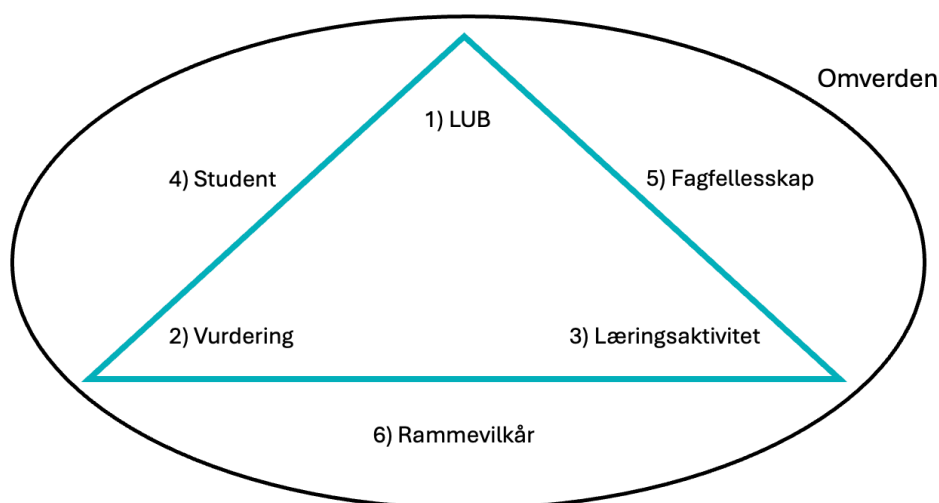 Omverden
1) LUB
4) Student
5) Fagfellesskap
2) Vurdering
3) Læringsaktivitet
6) Rammevilkår